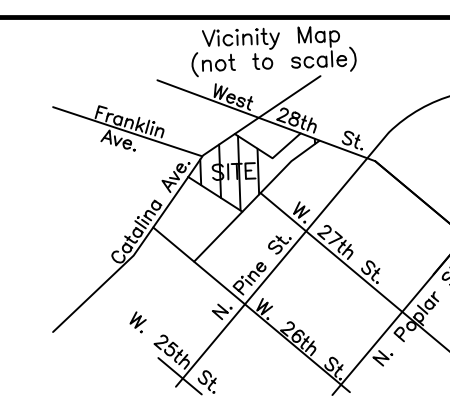 Vicinity Map
(not to scale)
West 28th St.
Franklin
Ave.
SITE
Catalina Ave.
W. 27th St.
N. Pine St.
W. 26th St.
N. Poplar
W. 25th St.